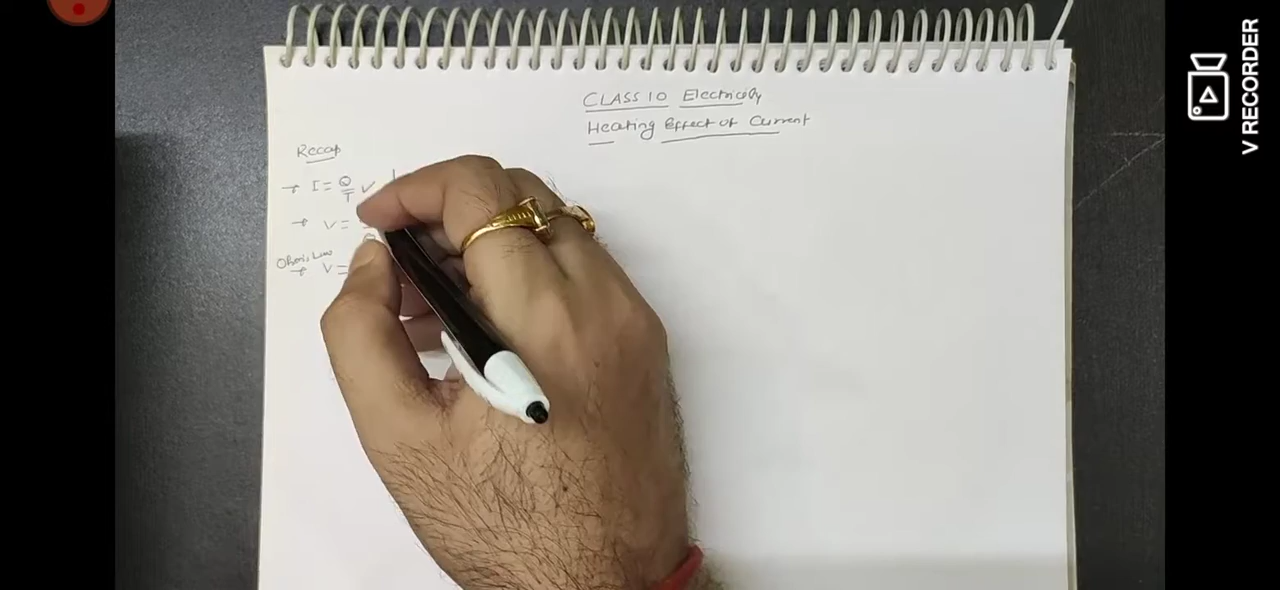 CLASS 10 Electricity
Heating Effect of Current
Recap
→ I = Q/T ✓
→ V =
Ohm's Law
→ V =
V RECORDER